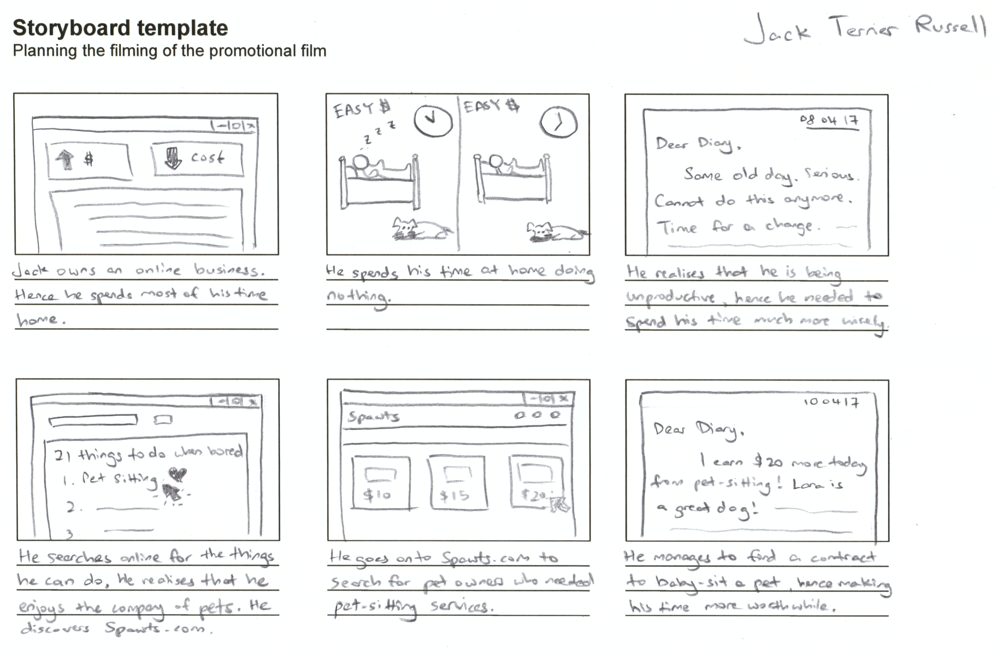 Storyboard template
Planning the filming of the promotional film
Jack Terrier Russell
$
cost
Jack owns an online business.
Hence he spends most of his time
home.
EASY $
z z z
EASY $
He spends his time at home doing
nothing.
08 04 17
Dear Diary,
Same old day. Serious.
Cannot do this anymore.
Time for a change.
He realises that he is being
unproductive, hence he needed to
spend his time much more wisely.
21 things to do when bored
1. Pet sitting
2.
3
He searches online for the things
he can do. He realises that he
enjoys the company of pets. He
discovers Spawts.com.
Spawts
$10
$15
$20
He goes onto Spawts.com to
search for pet owners who needed
pet-sitting services.
10 04 17
Dear Diary,
I earn $20 more today
from pet-sitting! Lana is
a great dog!
He manages to find a contract
to baby-sit a pet, hence making
his time more worthwhile.